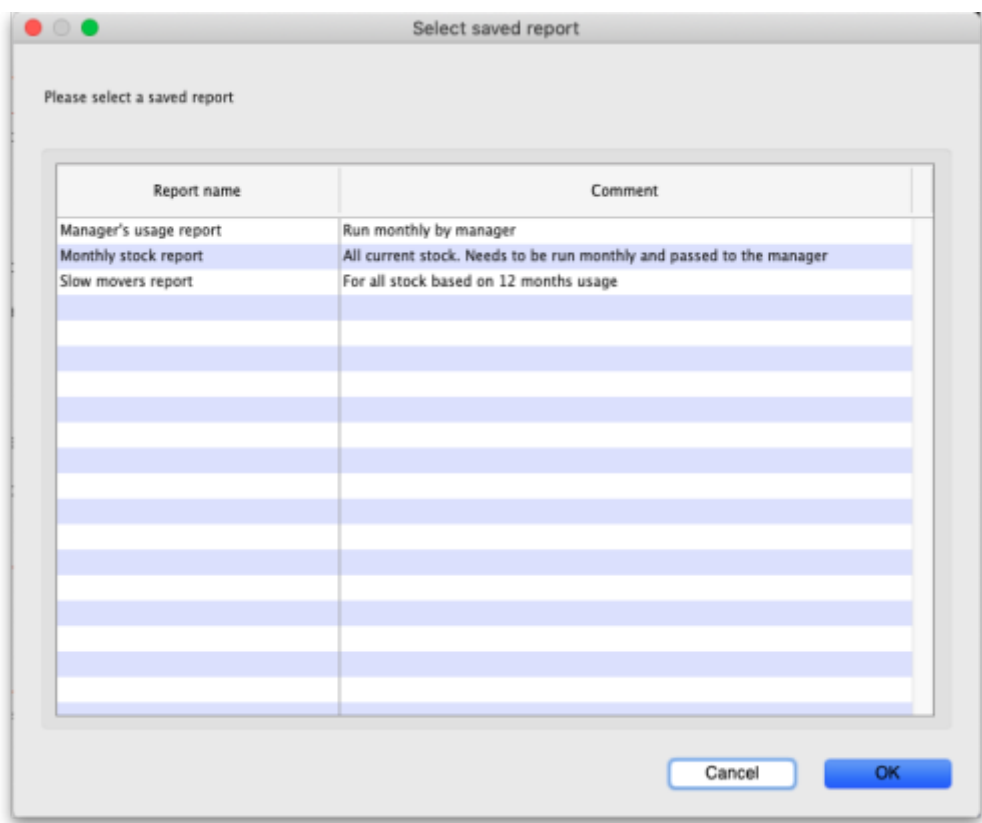 Select saved report
Please select a saved report
Report name Comment
Manager's usage report Run monthly by manager
Monthly stock report All current stock. Needs to be run monthly and passed to the manager
Slow movers report For all stock based on 12 months usage
Cancel OK